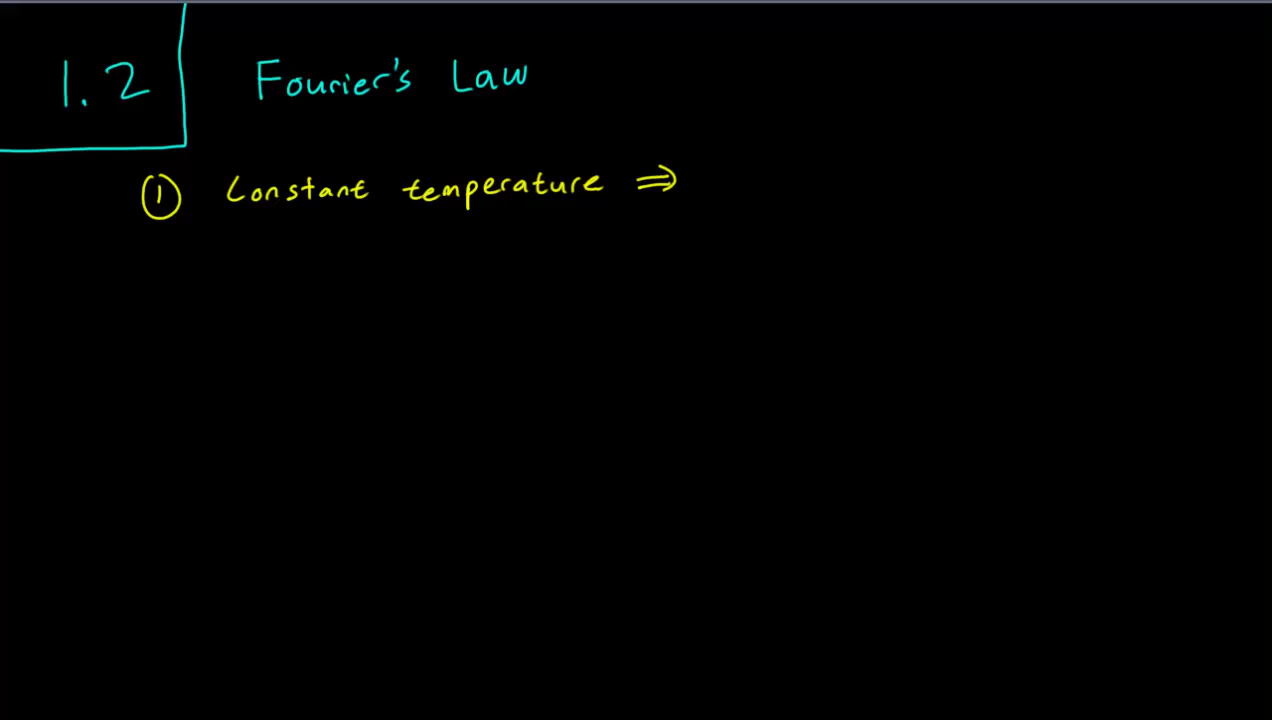 1.2 Fourier's Law
① Constant temperature ⇒